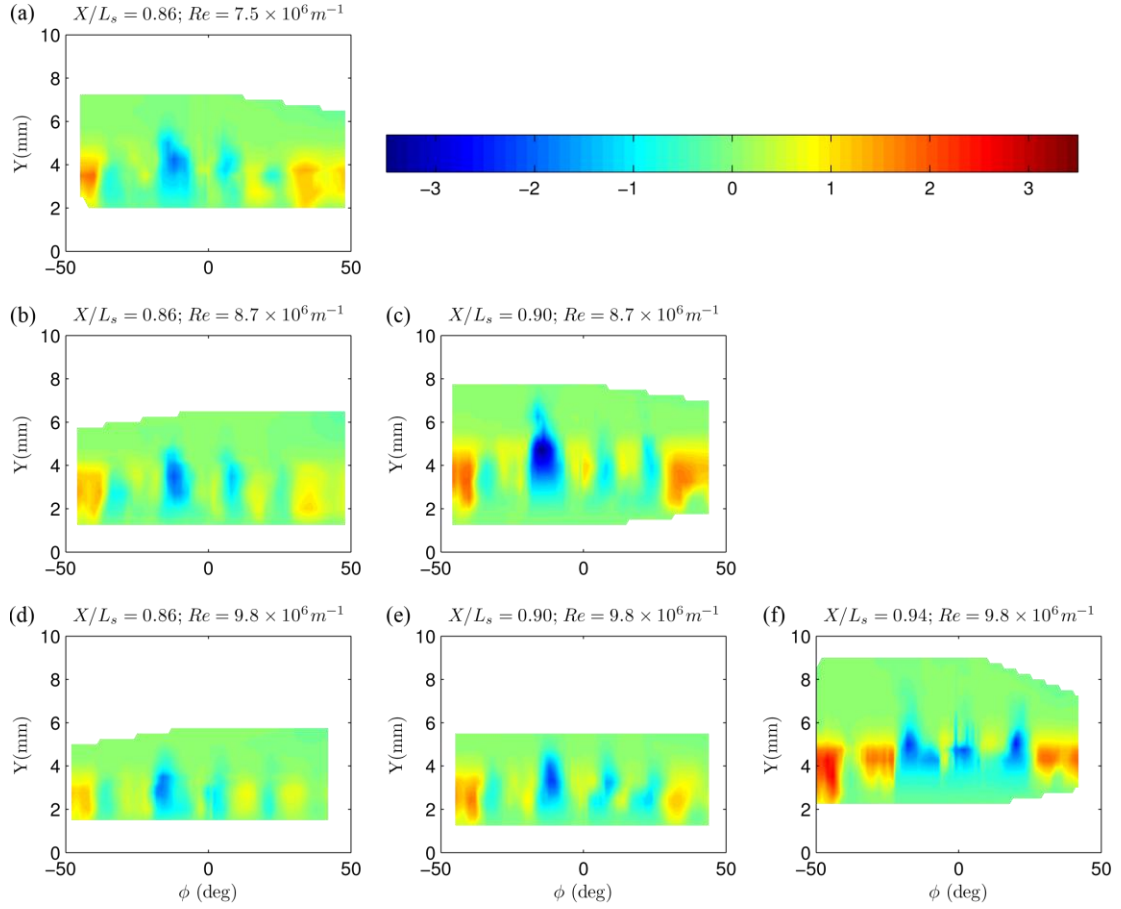 (a) X/L_s = 0.86; Re = 7.5 × 10^6 m^−1
10
8
6
4
2
0
Y(mm)
−50 0 50
−3 −2 −1 0 1 2 3
(b) X/L_s = 0.86; Re = 8.7 × 10^6 m^−1
10
8
6
4
2
0
Y(mm)
−50 0 50
(c) X/L_s = 0.90; Re = 8.7 × 10^6 m^−1
10
8
6
4
2
0
Y(mm)
−50 0 50
(d) X/L_s = 0.86; Re = 9.8 × 10^6 m^−1
10
8
6
4
2
0
Y(mm)
−50 0 50
ϕ (deg)
(e) X/L_s = 0.90; Re = 9.8 × 10^6 m^−1
10
8
6
4
2
0
Y(mm)
−50 0 50
ϕ (deg)
(f) X/L_s = 0.94; Re = 9.8 × 10^6 m^−1
10
8
6
4
2
0
Y(mm)
−50 0 50
ϕ (deg)